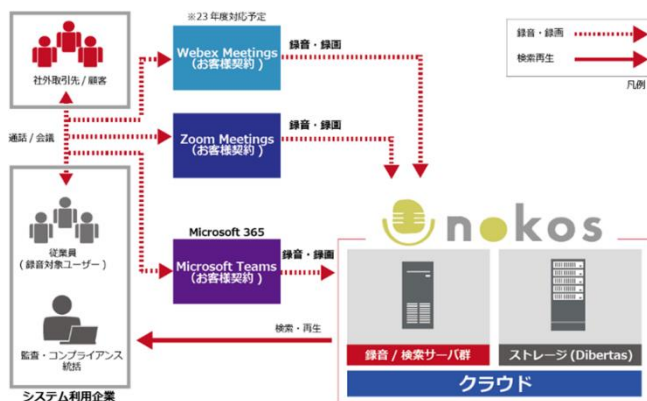 ※23年度対応予定
Webex Meetings
(お客様契約)
録音・録画
録音・録画
検索再生
凡例
社外取引先 / 顧客
通話 / 会議
Zoom Meetings
(お客様契約)
録音・録画
従業員
(録音対象ユーザー)
Microsoft 365
Microsoft Teams
(お客様契約)
録音・録画
nokos
監査・コンプライアンス
統括
検索・再生
録音 / 検索サーバ群
ストレージ(Dibertas)
クラウド
システム利用企業